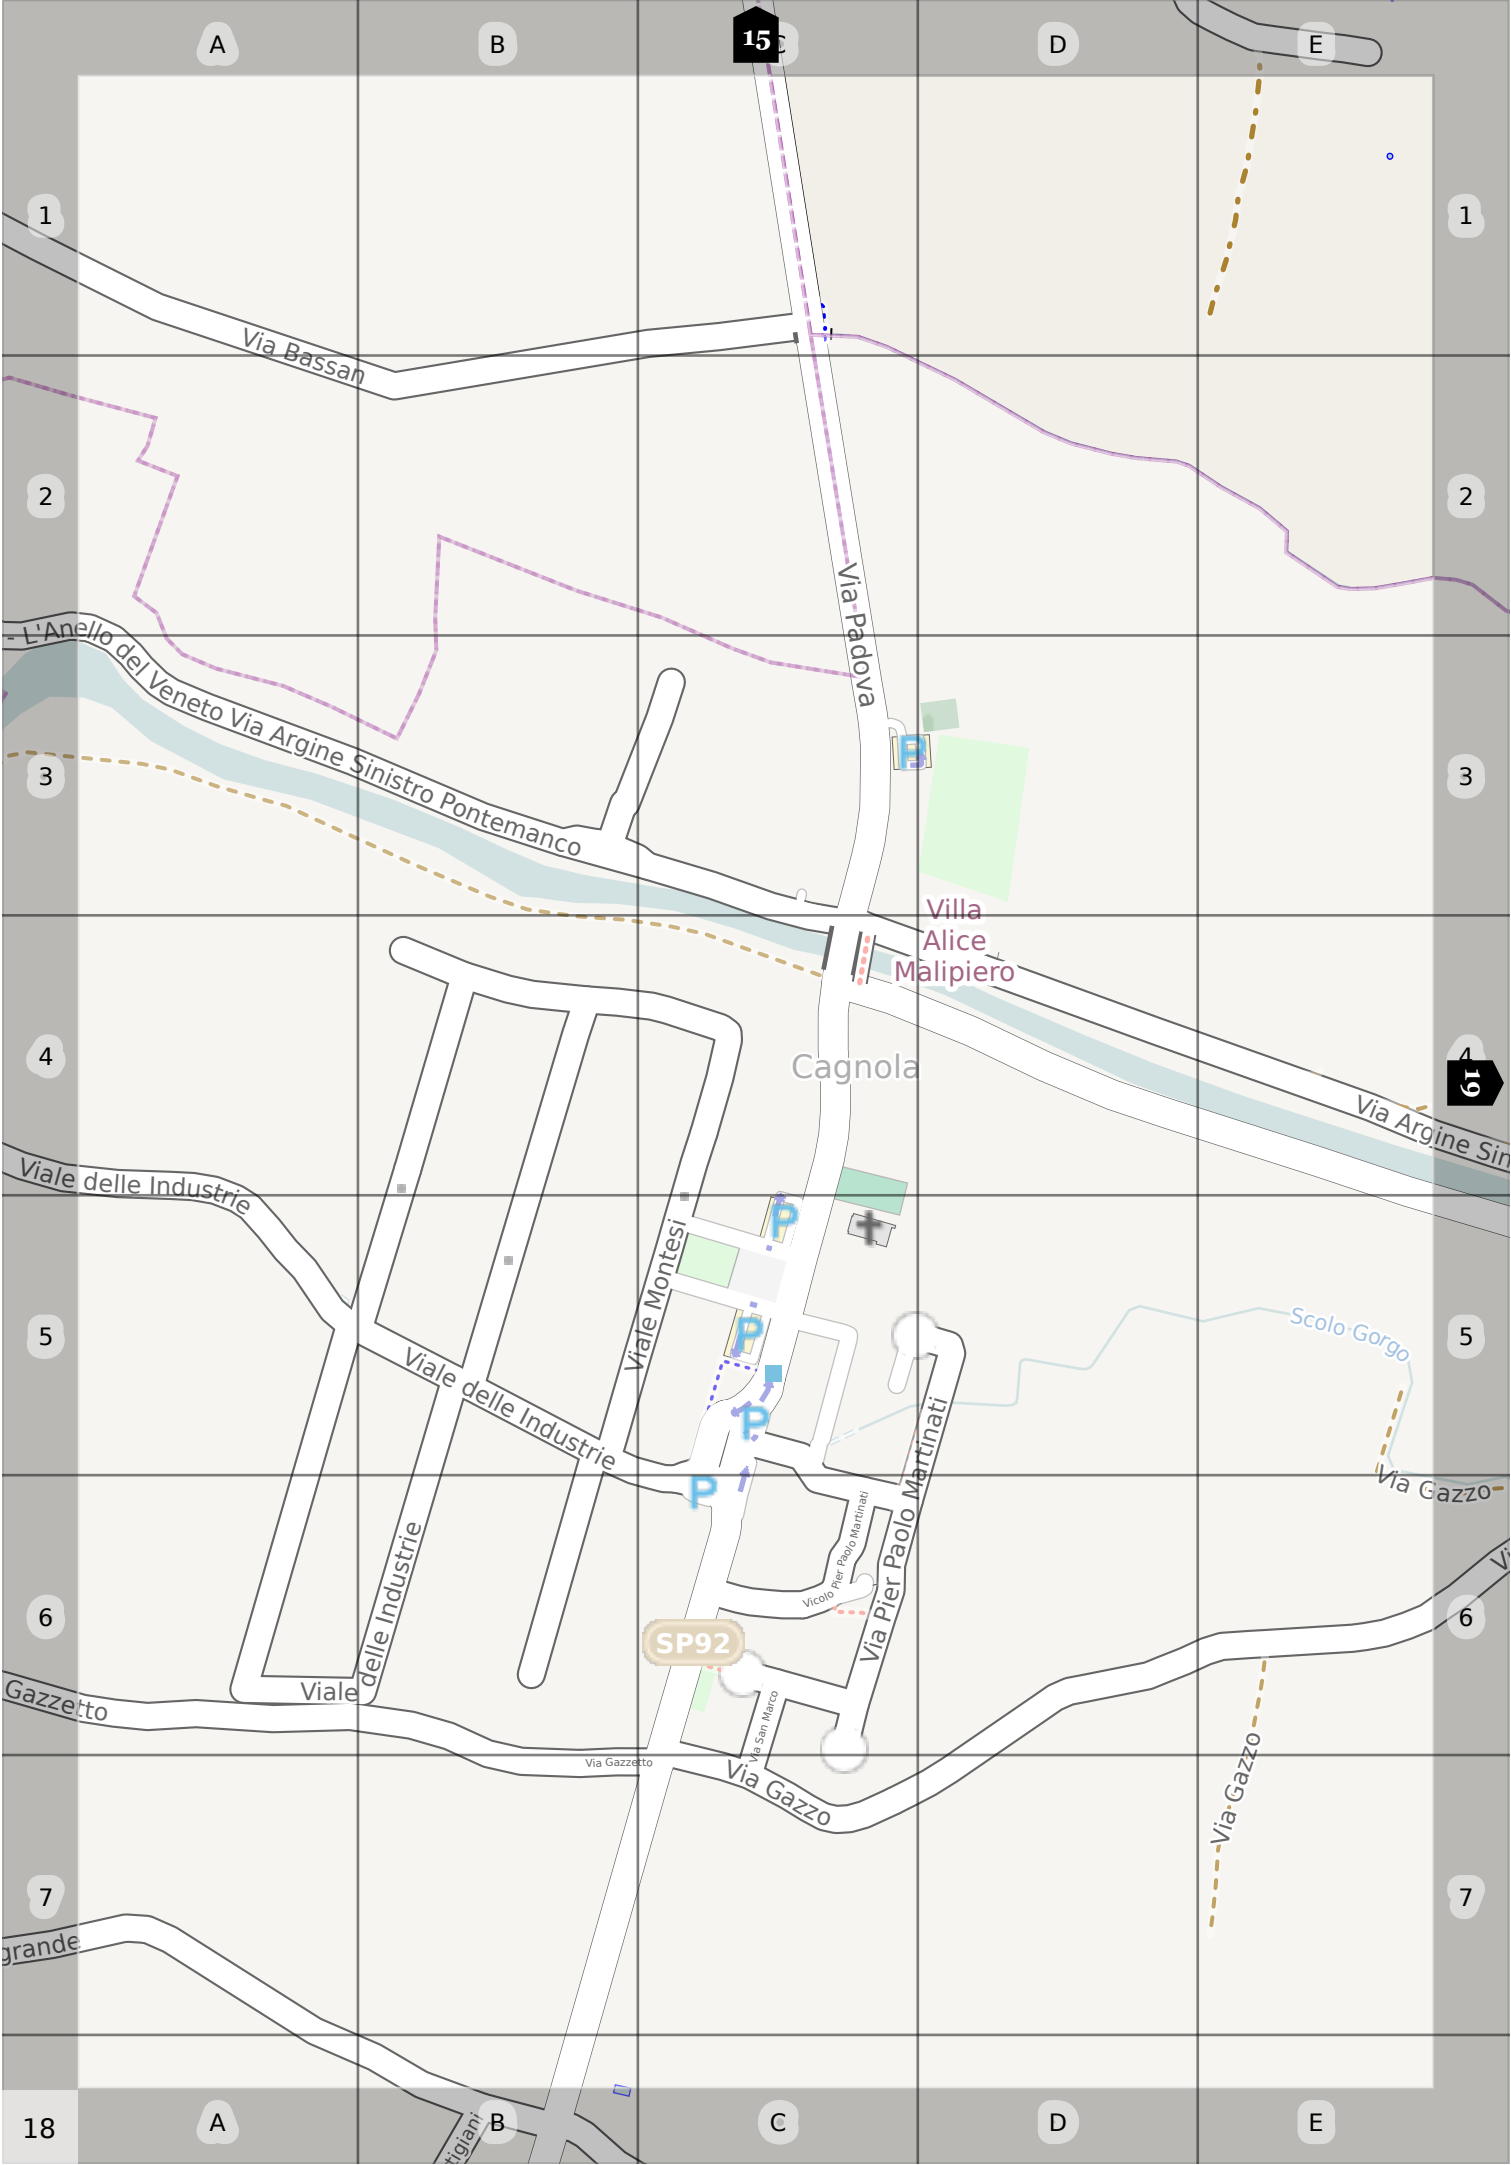 A
B
15
C
D
E
1
1
Via Bassan
2
2
Via Padova
- L'Anello del Veneto Via Argine Sinistro Pontemanco
3
P
3
Villa
Alice
Malipiero
4
Cagnola
4
19
Via Argine Sin
Viale delle Industrie
P
Viale Montesi
Scolo Gorgo
5
P
5
Viale delle Industrie
P
Via Pier Paolo Martinati
Via Gazzo
P
Vicolo Pier Paolo Martinati
Vi
Viale delle Industrie
6
SP92
6
Gazzetto
Via San Marco
Via Gazzetto
Via Gazzo
Via Gazzo
7
7
grande
18
A
B
C
D
E
tigiani